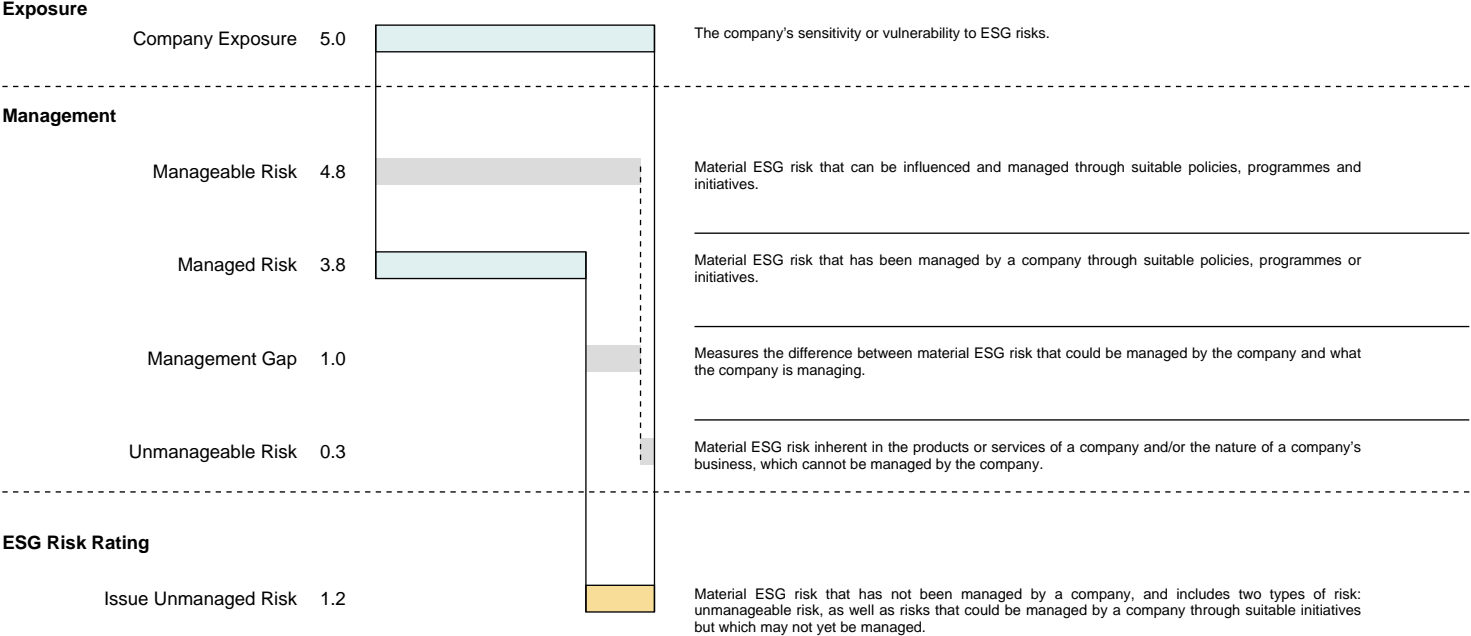 Exposure
Company Exposure 5.0
The company's sensitivity or vulnerability to ESG risks.
Management
Manageable Risk 4.8
Material ESG risk that can be influenced and managed through suitable policies, programmes and
initiatives.
Managed Risk 3.8
Material ESG risk that has been managed by a company through suitable policies, programmes or
initiatives.
Management Gap 1.0
Measures the difference between material ESG risk that could be managed by the company and what
the company is managing.
Unmanageable Risk 0.3
Material ESG risk inherent in the products or services of a company and/or the nature of a company's
business, which cannot be managed by the company.
ESG Risk Rating
Issue Unmanaged Risk 1.2
Material ESG risk that has not been managed by a company, and includes two types of risk:
unmanageable risk, as well as risks that could be managed by a company through suitable initiatives
but which may not yet be managed.